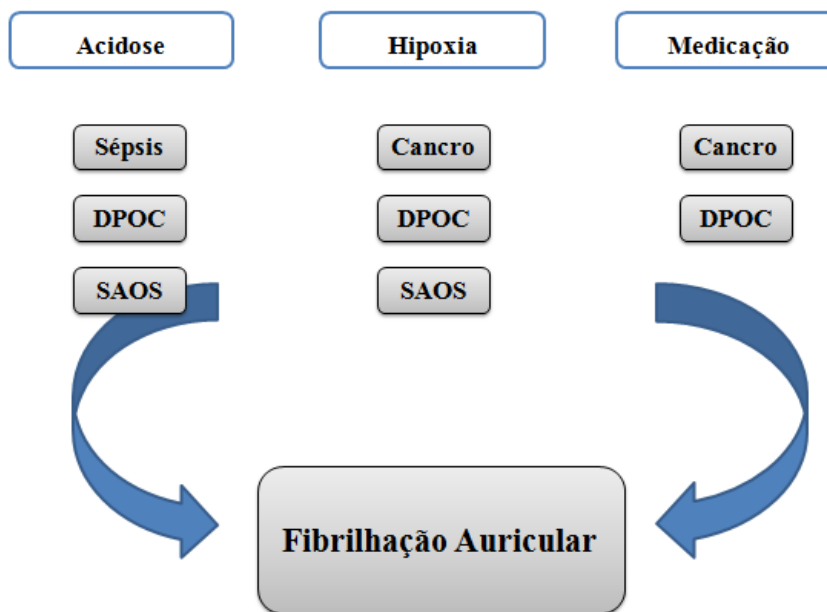 Acidose
Hipoxia
Medicação
Sépsis
Cancro
Cancro
DPOC
DPOC
DPOC
SAOS
SAOS
Fibrilhação Auricular